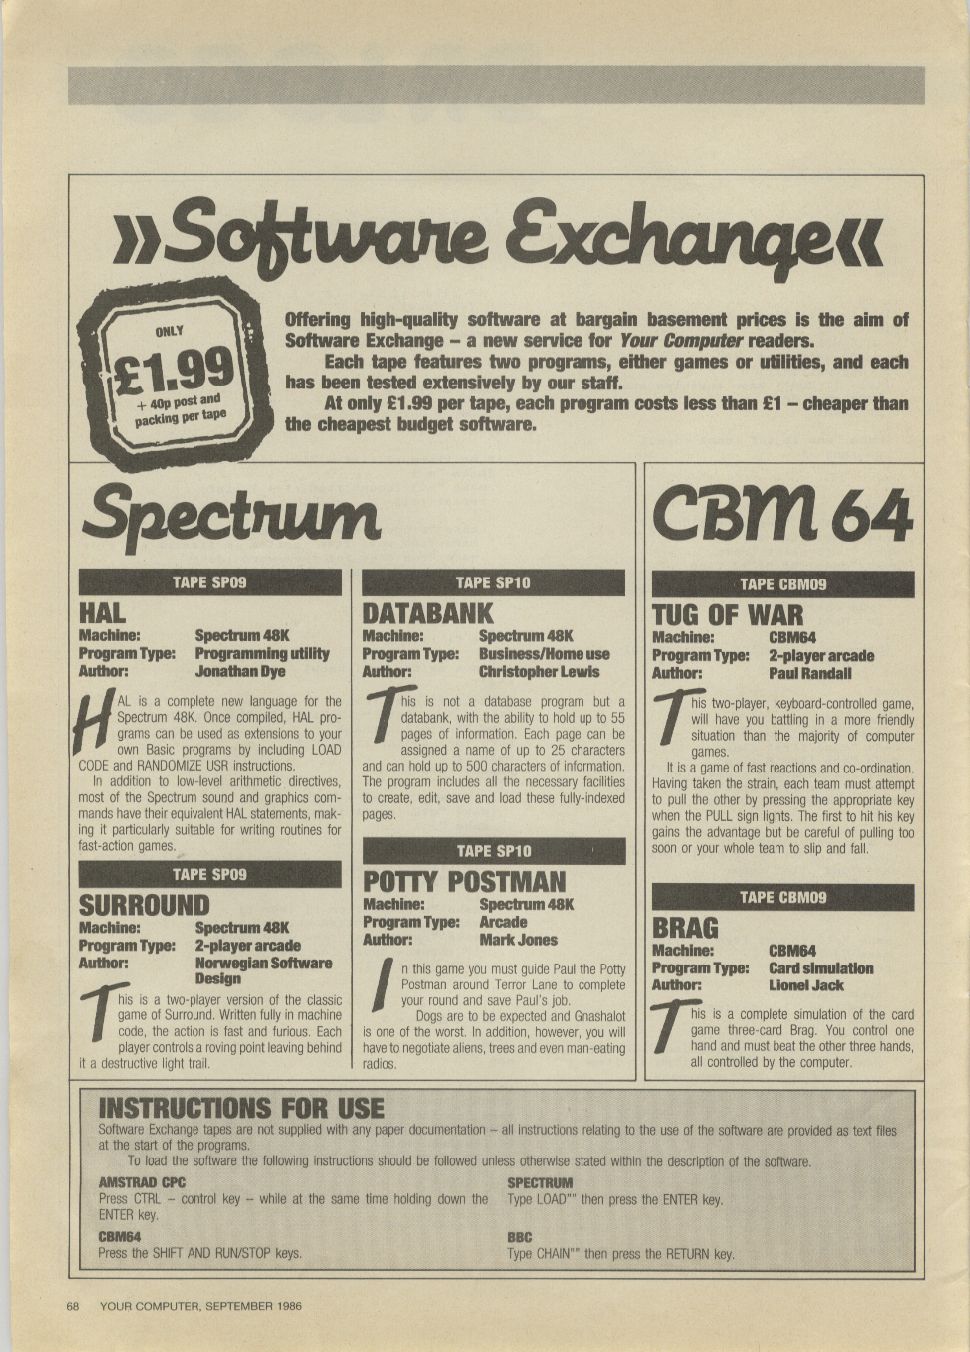 »Software Exchange«
ONLY
£1.99
+ 40p post and
packing per tape
Offering high-quality software at bargain basement prices is the aim of
Software Exchange – a new service for Your Computer readers.
Each tape features two programs, either games or utilities, and each
has been tested extensively by our staff.
At only £1.99 per tape, each program costs less than £1 – cheaper than
the cheapest budget software.
Spectrum
TAPE SP09
HAL
Machine: Spectrum 48K
Program Type: Programming utility
Author: Jonathan Dye
HAL is a complete new language for the
Spectrum 48K. Once compiled, HAL pro-
grams can be used as extensions to your
own Basic programs by including LOAD
CODE and RANDOMIZE USR instructions.
In addition to low-level arithmetic directives,
most of the Spectrum sound and graphics com-
mands have their equivalent HAL statements, mak-
ing it particularly suitable for writing routines for
fast-action games.
TAPE SP09
SURROUND
Machine: Spectrum 48K
Program Type: 2-player arcade
Author: Norwegian Software
Design
This is a two-player version of the classic
game of Surround. Written fully in machine
code, the action is fast and furious. Each
player controls a roving point leaving behind
it a destructive light trail.
TAPE SP10
DATABANK
Machine: Spectrum 48K
Program Type: Business/Home use
Author: Christopher Lewis
This is not a database program but a
databank, with the ability to hold up to 55
pages of information. Each page can be
assigned a name of up to 25 characters
and can hold up to 500 characters of information.
The program includes all the necessary facilities
to create, edit, save and load these fully-indexed
pages.
TAPE SP10
POTTY POSTMAN
Machine: Spectrum 48K
Program Type: Arcade
Author: Mark Jones
In this game you must guide Paul the Potty
Postman around Terror Lane to complete
your round and save Paul's job.
Dogs are to be expected and Gnashalot
is one of the worst. In addition, however, you will
have to negotiate aliens, trees and even man-eating
radios.
CBM 64
TAPE CBM09
TUG OF WAR
Machine: CBM64
Program Type: 2-player arcade
Author: Paul Randall
This two-player, keyboard-controlled game,
will have you battling in a more friendly
situation than the majority of computer
games.
It is a game of fast reactions and co-ordination.
Having taken the strain, each team must attempt
to pull the other by pressing the appropriate key
when the PULL sign lights. The first to hit his key
gains the advantage but be careful of pulling too
soon or your whole team to slip and fall.
TAPE CBM09
BRAG
Machine: CBM64
Program Type: Card simulation
Author: Lionel Jack
This is a complete simulation of the card
game three-card Brag. You control one
hand and must beat the other three hands,
all controlled by the computer.
INSTRUCTIONS FOR USE
Software Exchange tapes are not supplied with any paper documentation – all instructions relating to the use of the software are provided as text files
at the start of the programs.
To load the software the following instructions should be followed unless otherwise stated within the description of the software.
AMSTRAD CPC
Press CTRL – control key – while at the same time holding down the
ENTER key.
CBM64
Press the SHIFT AND RUN/STOP keys.
SPECTRUM
Type LOAD"" then press the ENTER key.
BBC
Type CHAIN"" then press the RETURN key.
68 YOUR COMPUTER, SEPTEMBER 1986